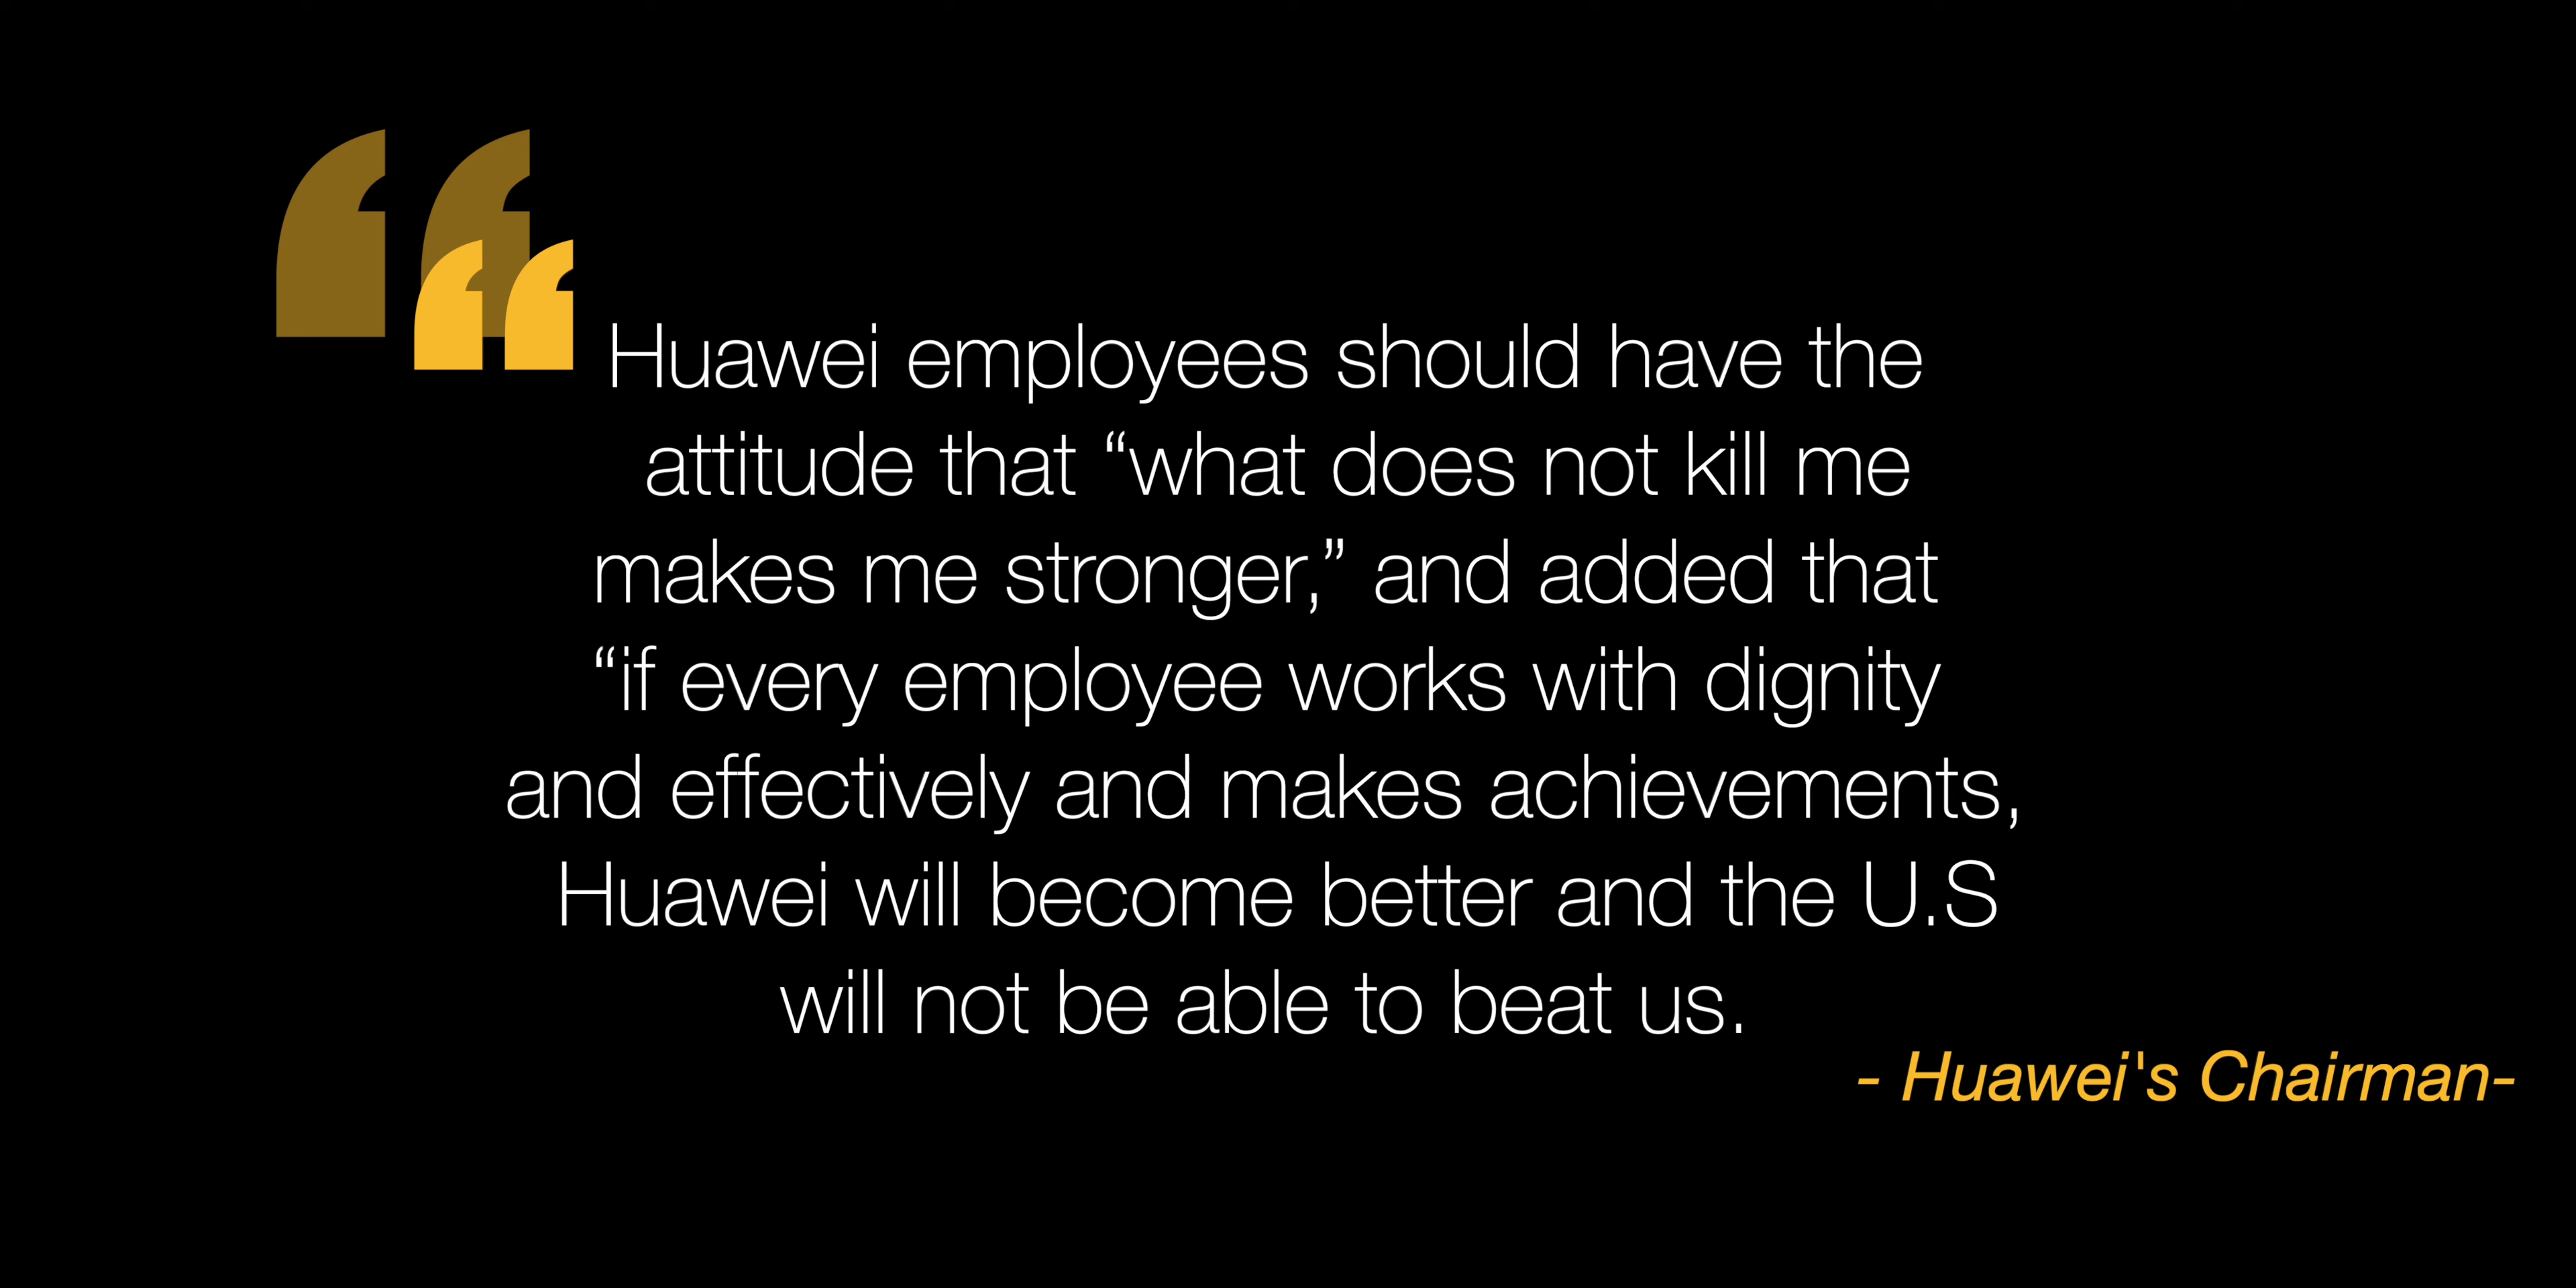 Huawei employees should have the
attitude that “what does not kill me
makes me stronger,” and added that
“if every employee works with dignity
and effectively and makes achievements,
Huawei will become better and the U.S
will not be able to beat us.
- Huawei's Chairman-